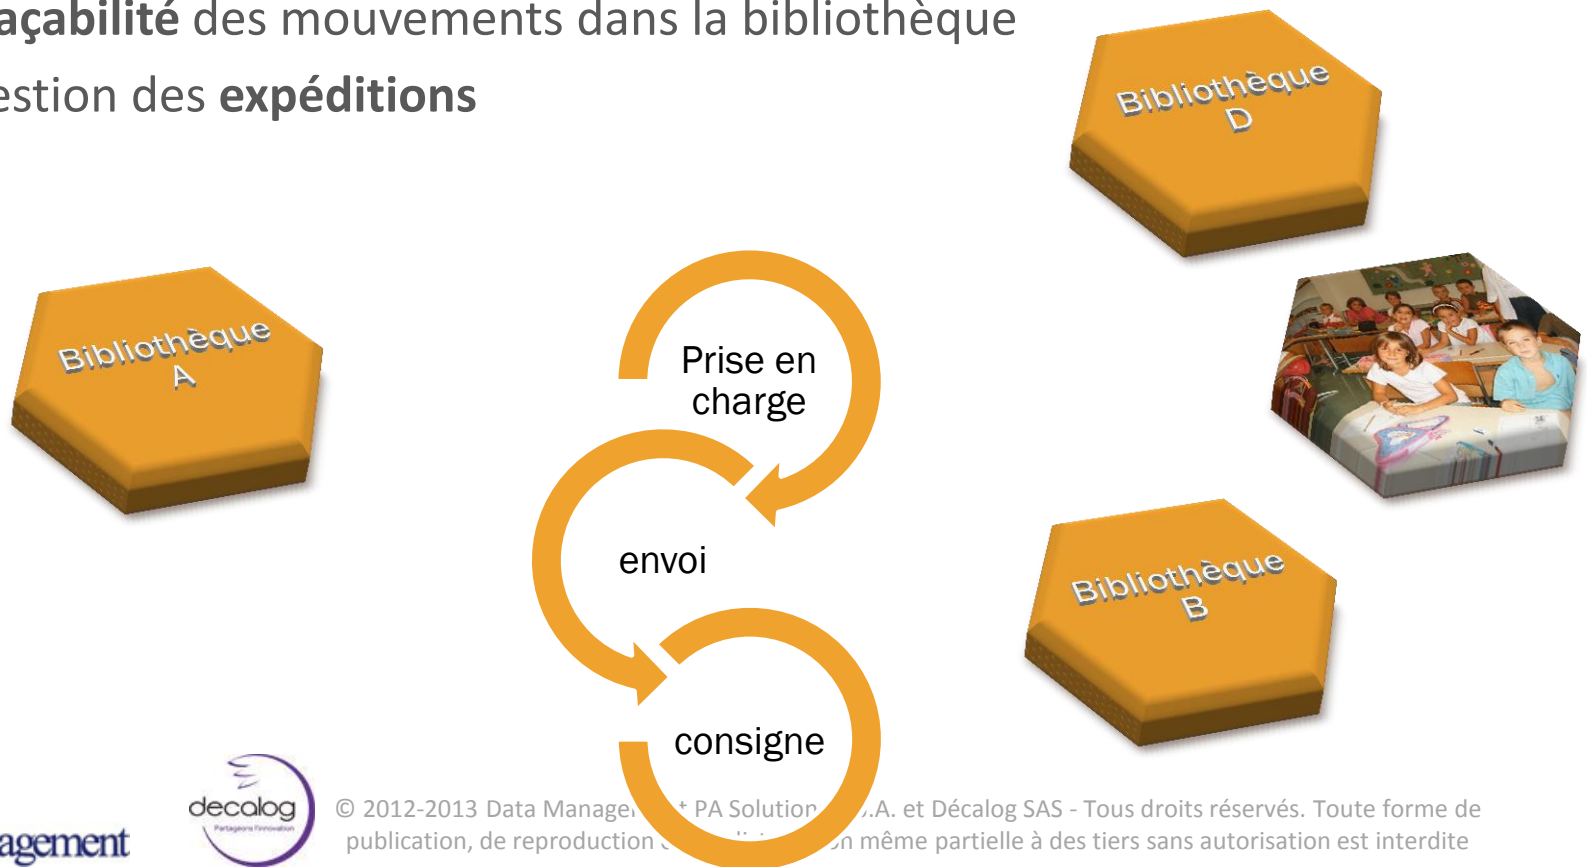 açabilité des mouvements dans la bibliothèque
estion des expéditions
Bibliothèque
D
Bibliothèque
A
Prise en
charge
envoi
Bibliothèque
B
consigne
decalog
Partageons l'innovation
agement
© 2012-2013 Data Manage t PA Solution .A. et Décalog SAS - Tous droits réservés. Toute forme de
publication, de reproduction même partielle à des tiers sans autorisation est interdite